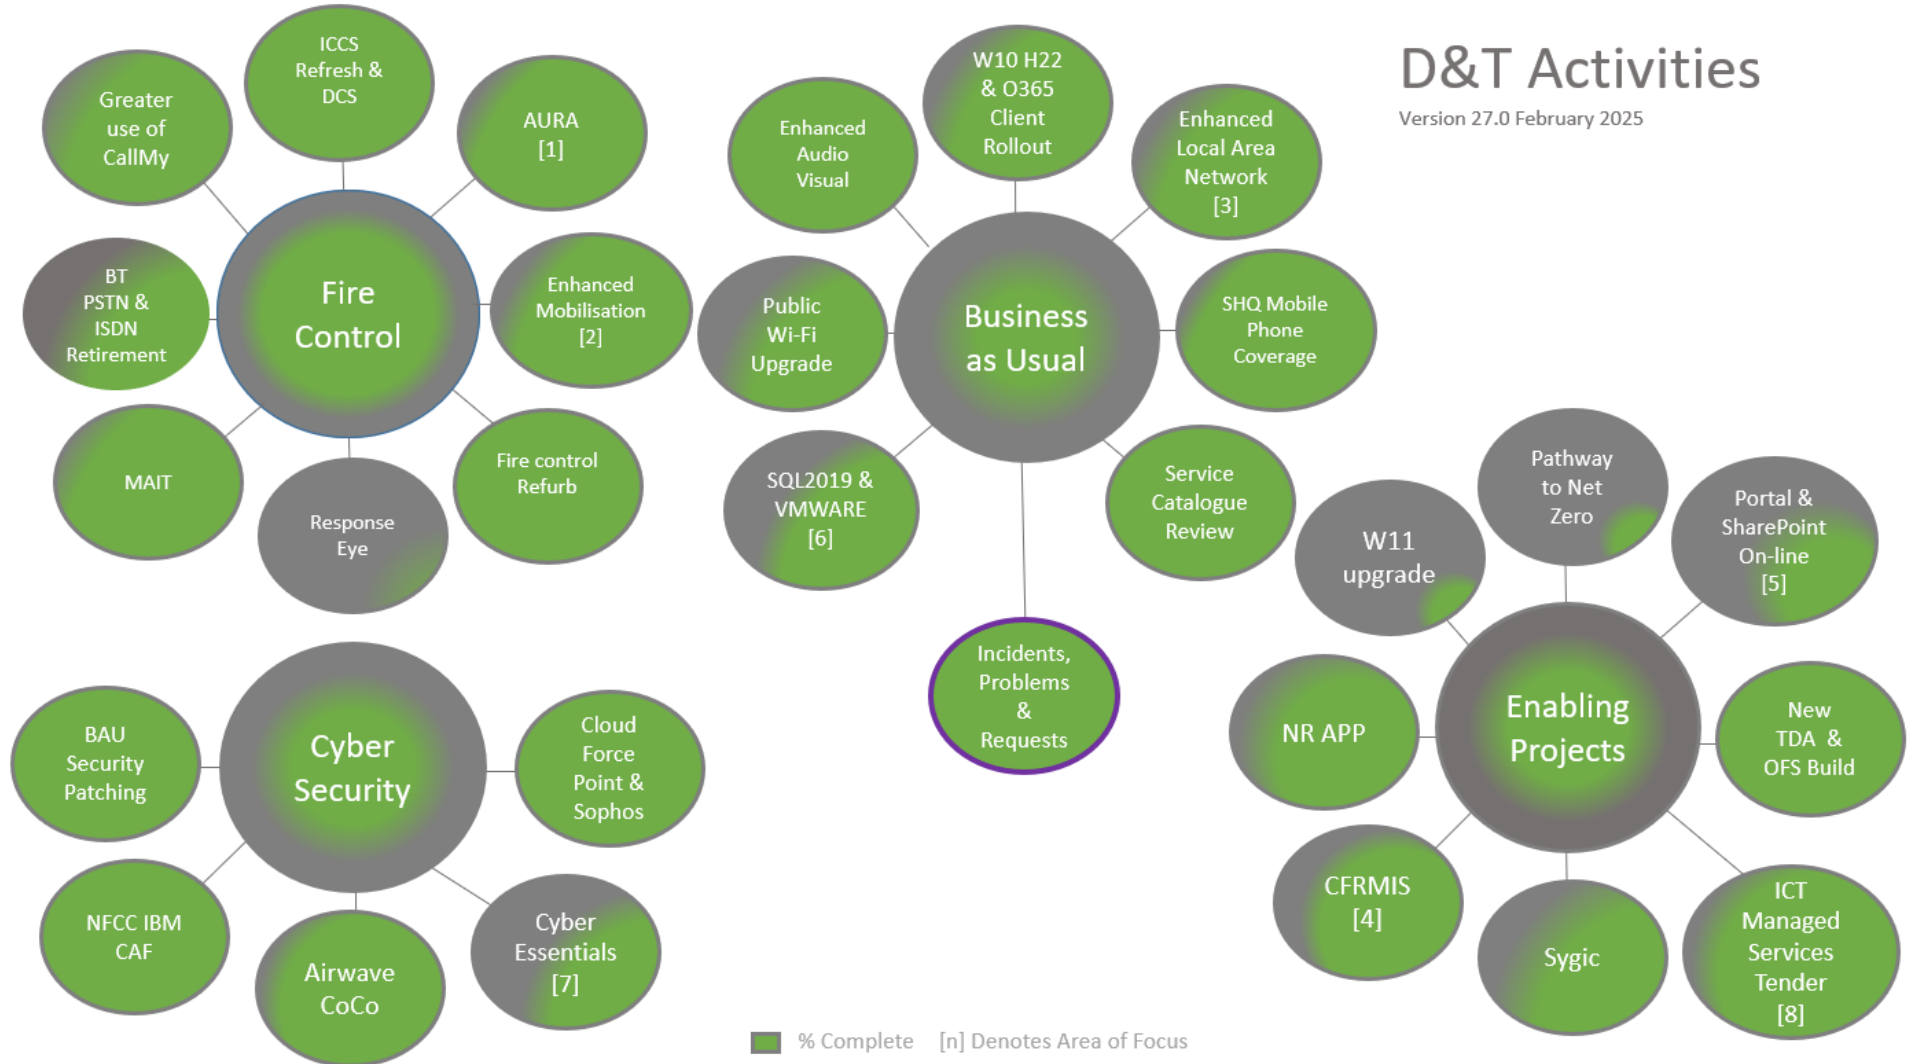 D&T Activities
Version 27.0 February 2025
Greater
use of
CallMy
ICCS
Refresh &
DCS
AURA
[1]
BT
PSTN &
ISDN
Retirement
Fire
Control
Enhanced
Mobilisation
[2]
MAIT
Response
Eye
Fire control
Refurb
Enhanced
Audio
Visual
W10 H22
& O365
Client
Rollout
Enhanced
Local Area
Network
[3]
Public
Wi-Fi
Upgrade
Business
as Usual
SHQ Mobile
Phone
Coverage
SQL2019 &
VMWARE
[6]
Service
Catalogue
Review
Incidents,
Problems
&
Requests
BAU
Security
Patching
Cyber
Security
Cloud
Force
Point &
Sophos
NFCC IBM
CAF
Airwave
CoCo
Cyber
Essentials
[7]
W11
upgrade
Pathway
to Net
Zero
Portal &
SharePoint
On-line
[5]
NR APP
Enabling
Projects
New
TDA &
OFS Build
CFRMIS
[4]
Sygic
ICT
Managed
Services
Tender
[8]
% Complete [n] Denotes Area of Focus